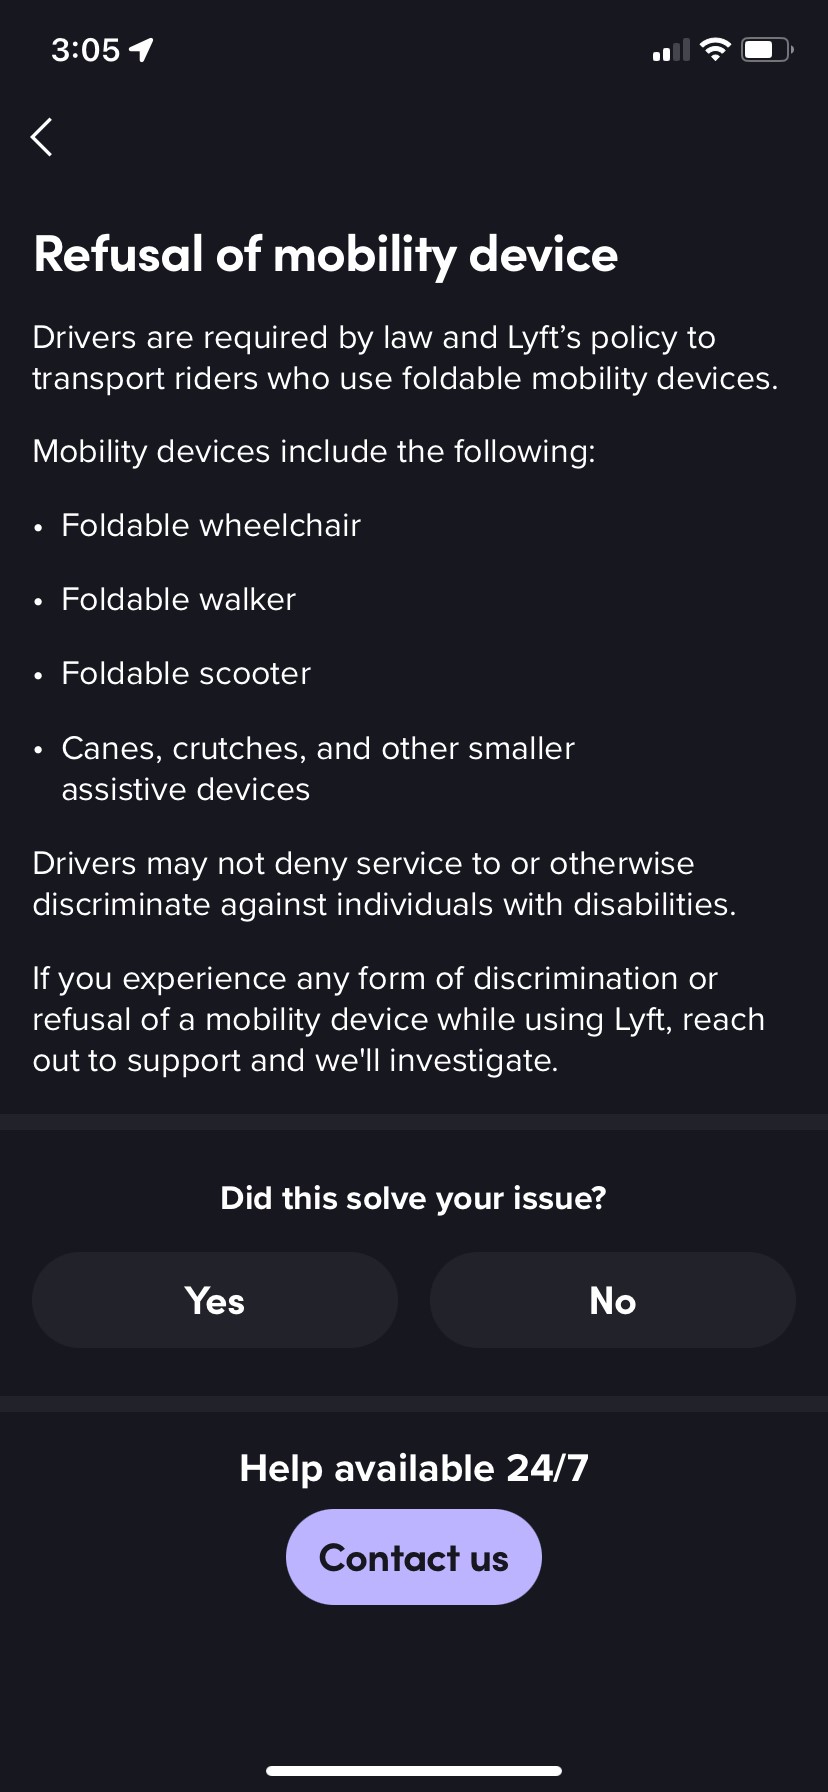 3:05
Refusal of mobility device
Drivers are required by law and Lyft’s policy to
transport riders who use foldable mobility devices.
Mobility devices include the following:
• Foldable wheelchair
• Foldable walker
• Foldable scooter
• Canes, crutches, and other smaller
assistive devices
Drivers may not deny service to or otherwise
discriminate against individuals with disabilities.
If you experience any form of discrimination or
refusal of a mobility device while using Lyft, reach
out to support and we'll investigate.
Did this solve your issue?
Yes No
Help available 24/7
Contact us